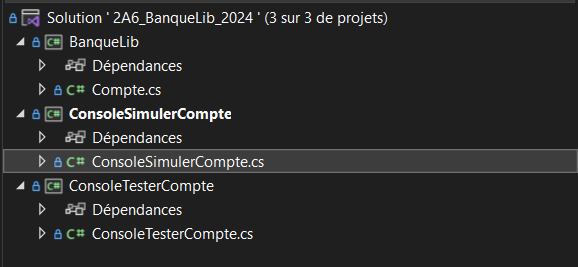 Solution ' 2A6_BanqueLib_2024 ' (3 sur 3 de projets)
C# BanqueLib
Dépendances
C# Compte.cs
C# ConsoleSimulerCompte
Dépendances
C# ConsoleSimulerCompte.cs
C# ConsoleTesterCompte
Dépendances
C# ConsoleTesterCompte.cs